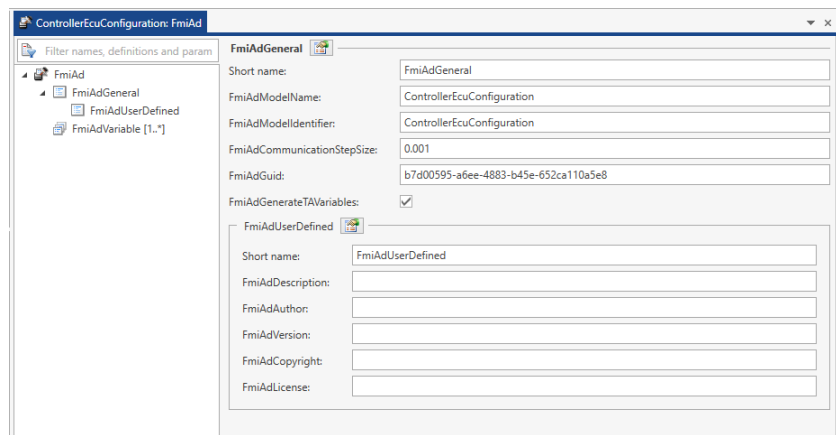 ControllerEcuConfiguration: FmiAd
Filter names, definitions and param
FmiAd
FmiAdGeneral
FmiAdUserDefined
FmiAdVariable [1..*]
FmiAdGeneral
Short name: FmiAdGeneral
FmiAdModelName: ControllerEcuConfiguration
FmiAdModelIdentifier: ControllerEcuConfiguration
FmiAdCommunicationStepSize: 0.001
FmiAdGuid: b7d00595-a6ee-4883-b45e-652ca110a5e8
FmiAdGenerateTAVariables:
FmiAdUserDefined
Short name: FmiAdUserDefined
FmiAdDescription:
FmiAdAuthor:
FmiAdVersion:
FmiAdCopyright:
FmiAdLicense: